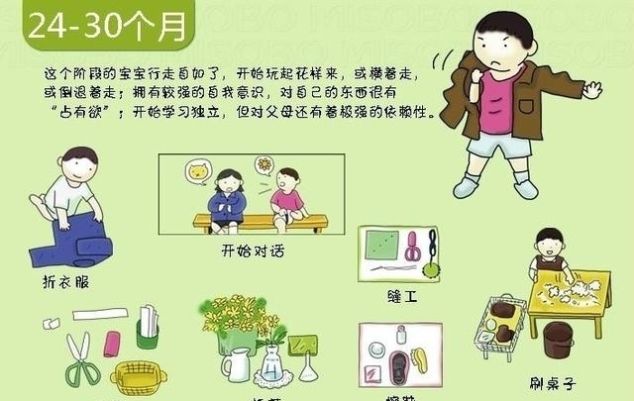 24-30个月
这个阶段的宝宝行走自如了，开始玩起花样来，或横着走，
或倒退着走；拥有较强的自我意识，对自己的东西很有
“占有欲”；开始学习独立，但对父母还有着极强的依赖性。
开始对话
折衣服
缝工
刷桌子